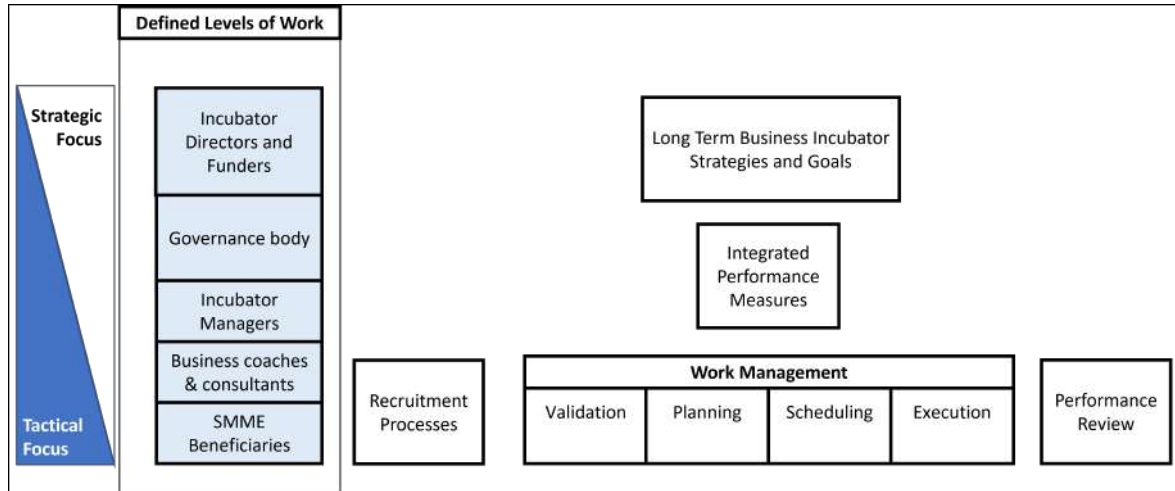 Defined Levels of Work
Strategic
Focus
Tactical
Focus
Incubator
Directors and
Funders
Governance body
Incubator
Managers
Business coaches
& consultants
SMME
Beneficiaries
Long Term Business Incubator
Strategies and Goals
Integrated
Performance
Measures
Recruitment
Processes
Work Management
Validation
Planning
Scheduling
Execution
Performance
Review